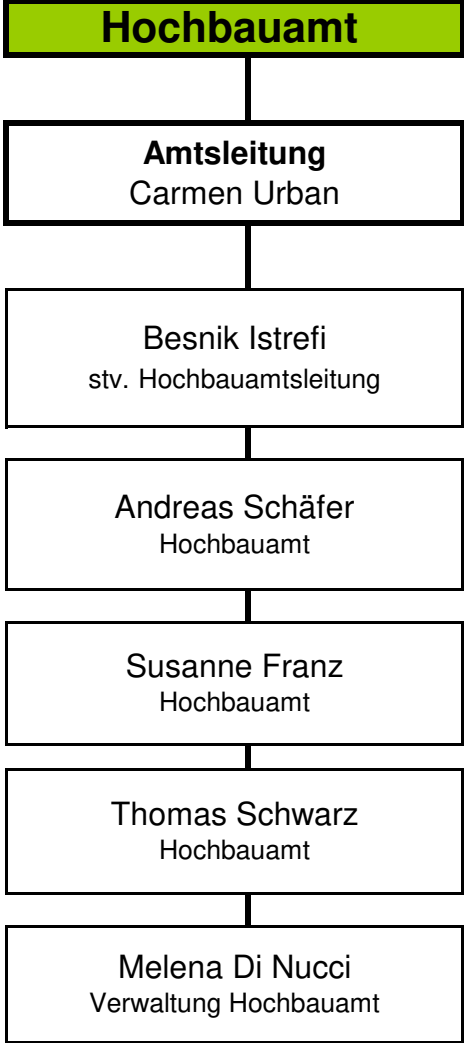 Hochbauamt
Amtsleitung
Carmen Urban
Besnik Istrefi
stv. Hochbauamtsleitung
Andreas Schäfer
Hochbauamt
Susanne Franz
Hochbauamt
Thomas Schwarz
Hochbauamt
Melena Di Nucci
Verwaltung Hochbauamt